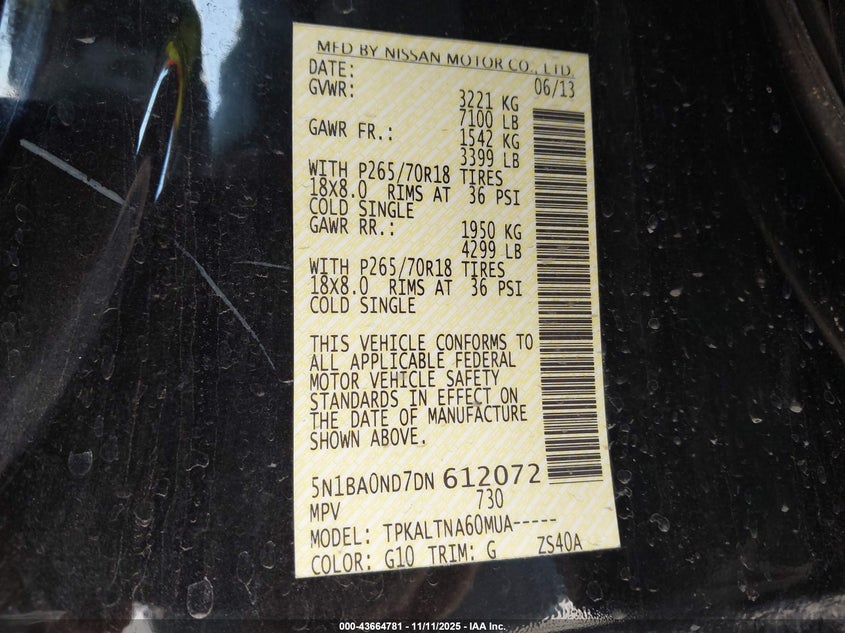 MFD BY NISSAN MOTOR CO., LTD.
DATE: 06/13
GVWR: 3221 KG
7100 LB
GAWR FR.: 1542 KG
3399 LB
WITH P265/70R18 TIRES
18X8.0 RIMS AT 36 PSI
COLD SINGLE
GAWR RR.: 1950 KG
4299 LB
WITH P265/70R18 TIRES
18X8.0 RIMS AT 36 PSI
COLD SINGLE
THIS VEHICLE CONFORMS TO
ALL APPLICABLE FEDERAL
MOTOR VEHICLE SAFETY
STANDARDS IN EFFECT ON
THE DATE OF MANUFACTURE
SHOWN ABOVE.
5N1BA0ND7DN 612072
MPV 730
MODEL: TPKALTNA60MUA-----
COLOR: G10 TRIM: G ZS40A
000-43664781 - 11/11/2025 - IAA Inc.